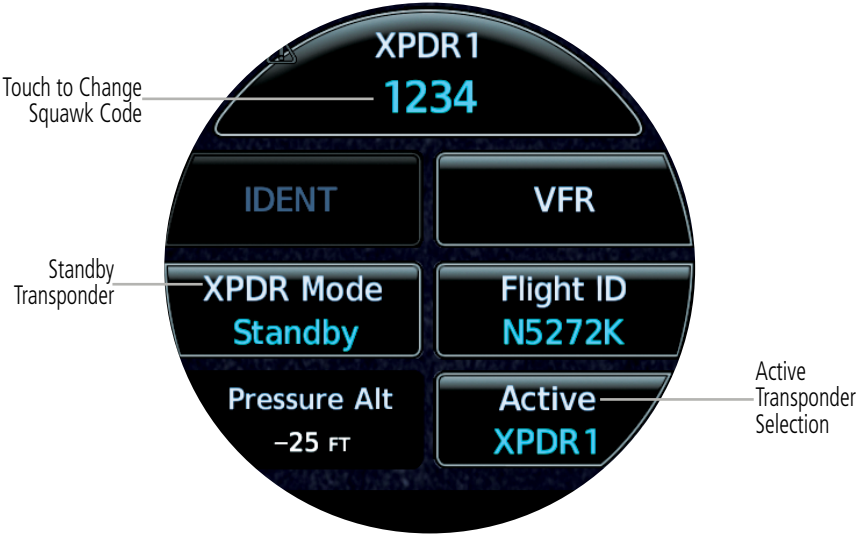 XPDR1
Touch to Change
Squawk Code
1234
IDENT
VFR
Standby
Transponder
XPDR Mode
Standby
Flight ID
N5272K
Pressure Alt
–25 FT
Active
XPDR1
Active
Transponder
Selection